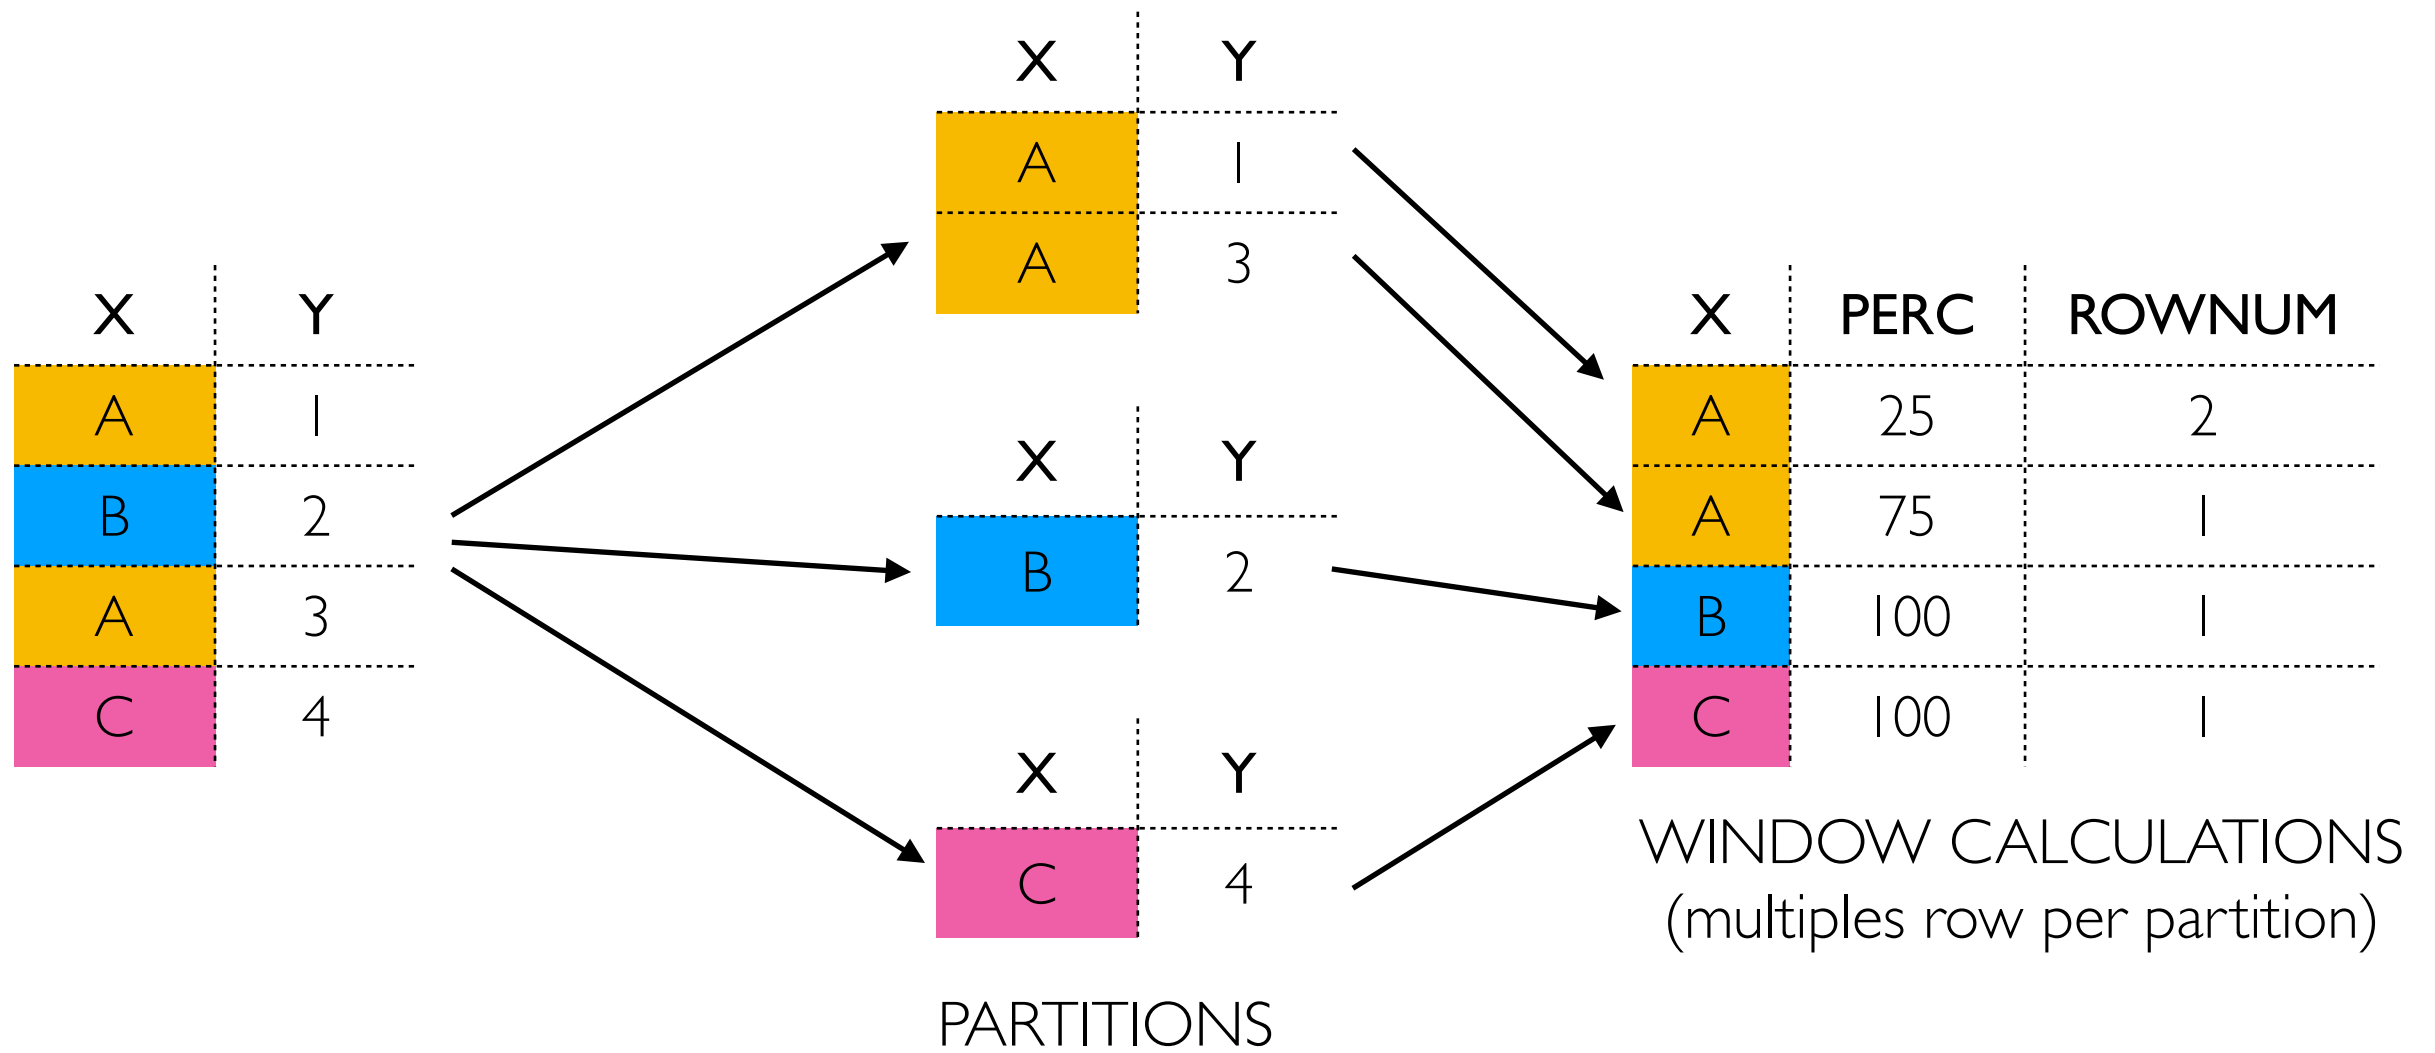 X Y
A 1
B 2
A 3
C 4
X Y
A 1
A 3
X Y
B 2
X Y
C 4
PARTITIONS
X PERC ROWNUM
A 25 2
A 75 1
B 100 1
C 100 1
WINDOW CALCULATIONS
(multiples row per partition)